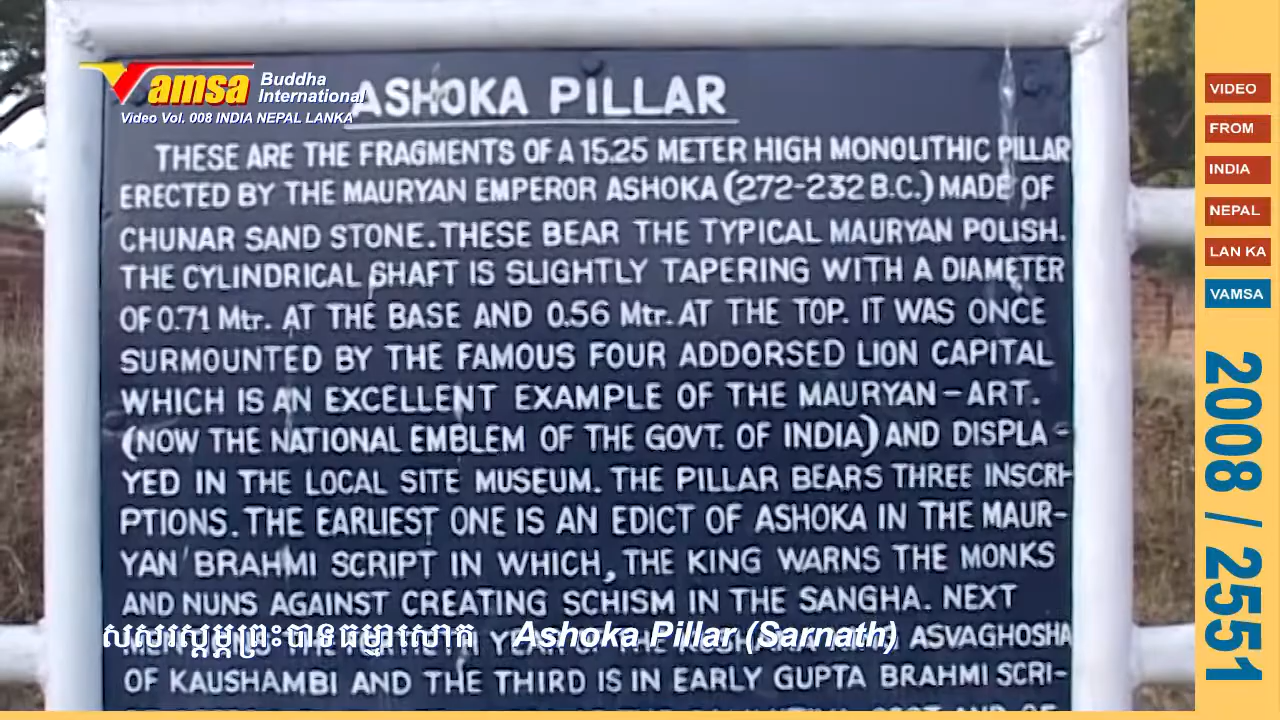 Vamsa
Buddha
International
Video Vol. 008 INDIA NEPAL LANKA
ASHOKA PILLAR
THESE ARE THE FRAGMENTS OF A 15.25 METER HIGH MONOLITHIC PILLAR
ERECTED BY THE MAURYAN EMPEROR ASHOKA (272-232 B.C.) MADE OF
CHUNAR SAND STONE. THESE BEAR THE TYPICAL MAURYAN POLISH.
THE CYLINDRICAL SHAFT IS SLIGHTLY TAPERING WITH A DIAMETER
OF 0.71 Mtr. AT THE BASE AND 0.56 Mtr. AT THE TOP. IT WAS ONCE
SURMOUNTED BY THE FAMOUS FOUR ADDORSED LION CAPITAL
WHICH IS AN EXCELLENT EXAMPLE OF THE MAURYAN-ART.
(NOW THE NATIONAL EMBLEM OF THE GOVT. OF INDIA) AND DISPLA-
YED IN THE LOCAL SITE MUSEUM. THE PILLAR BEARS THREE INSCRI-
PTIONS. THE EARLIEST ONE IS AN EDICT OF ASHOKA IN THE MAUR-
YAN BRAHMI SCRIPT IN WHICH, THE KING WARNS THE MONKS
AND NUNS AGAINST CREATING SCHISM IN THE SANGHA. NEXT
YEAR OF ASVAGHOSHA
សសរស្តម្ភព្រះបាទធម្មាសោក Ashoka Pillar (Sarnath)
OF KAUSHAMBI AND THE THIRD IS IN EARLY GUPTA BRAHMI SCRI-
VIDEO
FROM
INDIA
NEPAL
LAN KA
VAMSA
2008 / 2551